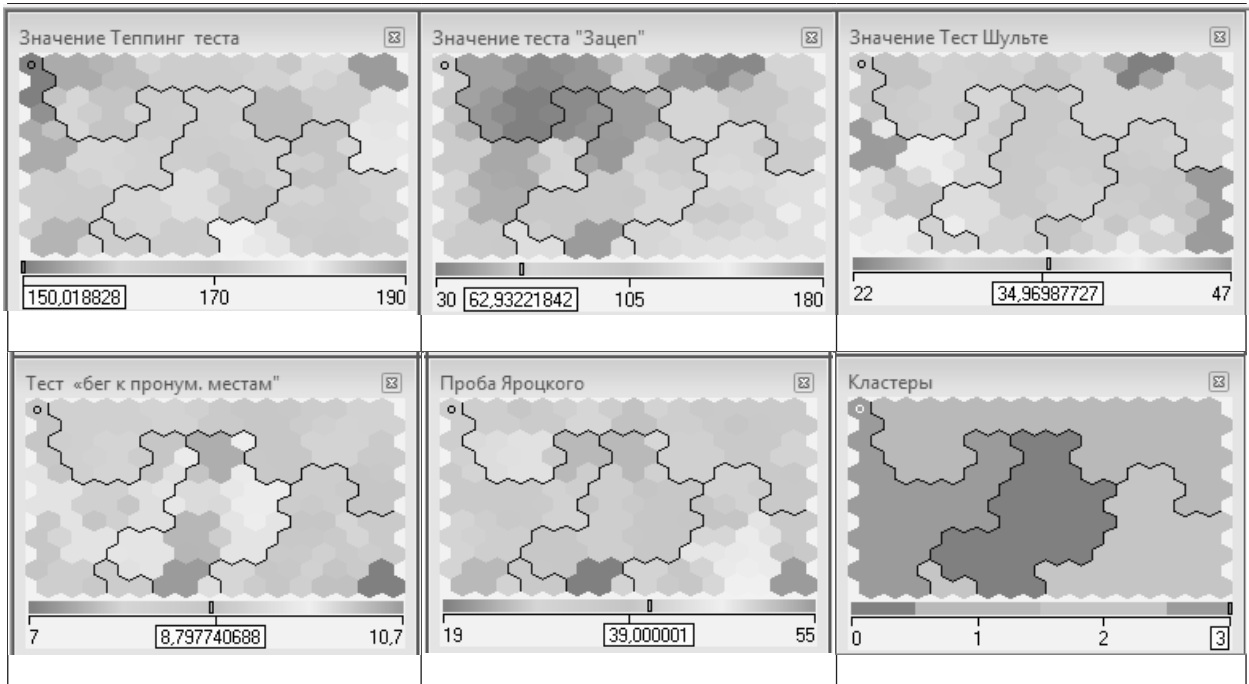 Значение Теппинг теста
150,018828 170 190
Значение теста "Зацеп"
30 62,93221842 105 180
Значение Тест Шульте
22 34,96987727 47
Тест «бег к пронум. местам"
7 8,797740688 10,7
Проба Яроцкого
19 39,000001 55
Кластеры
0 1 2 3